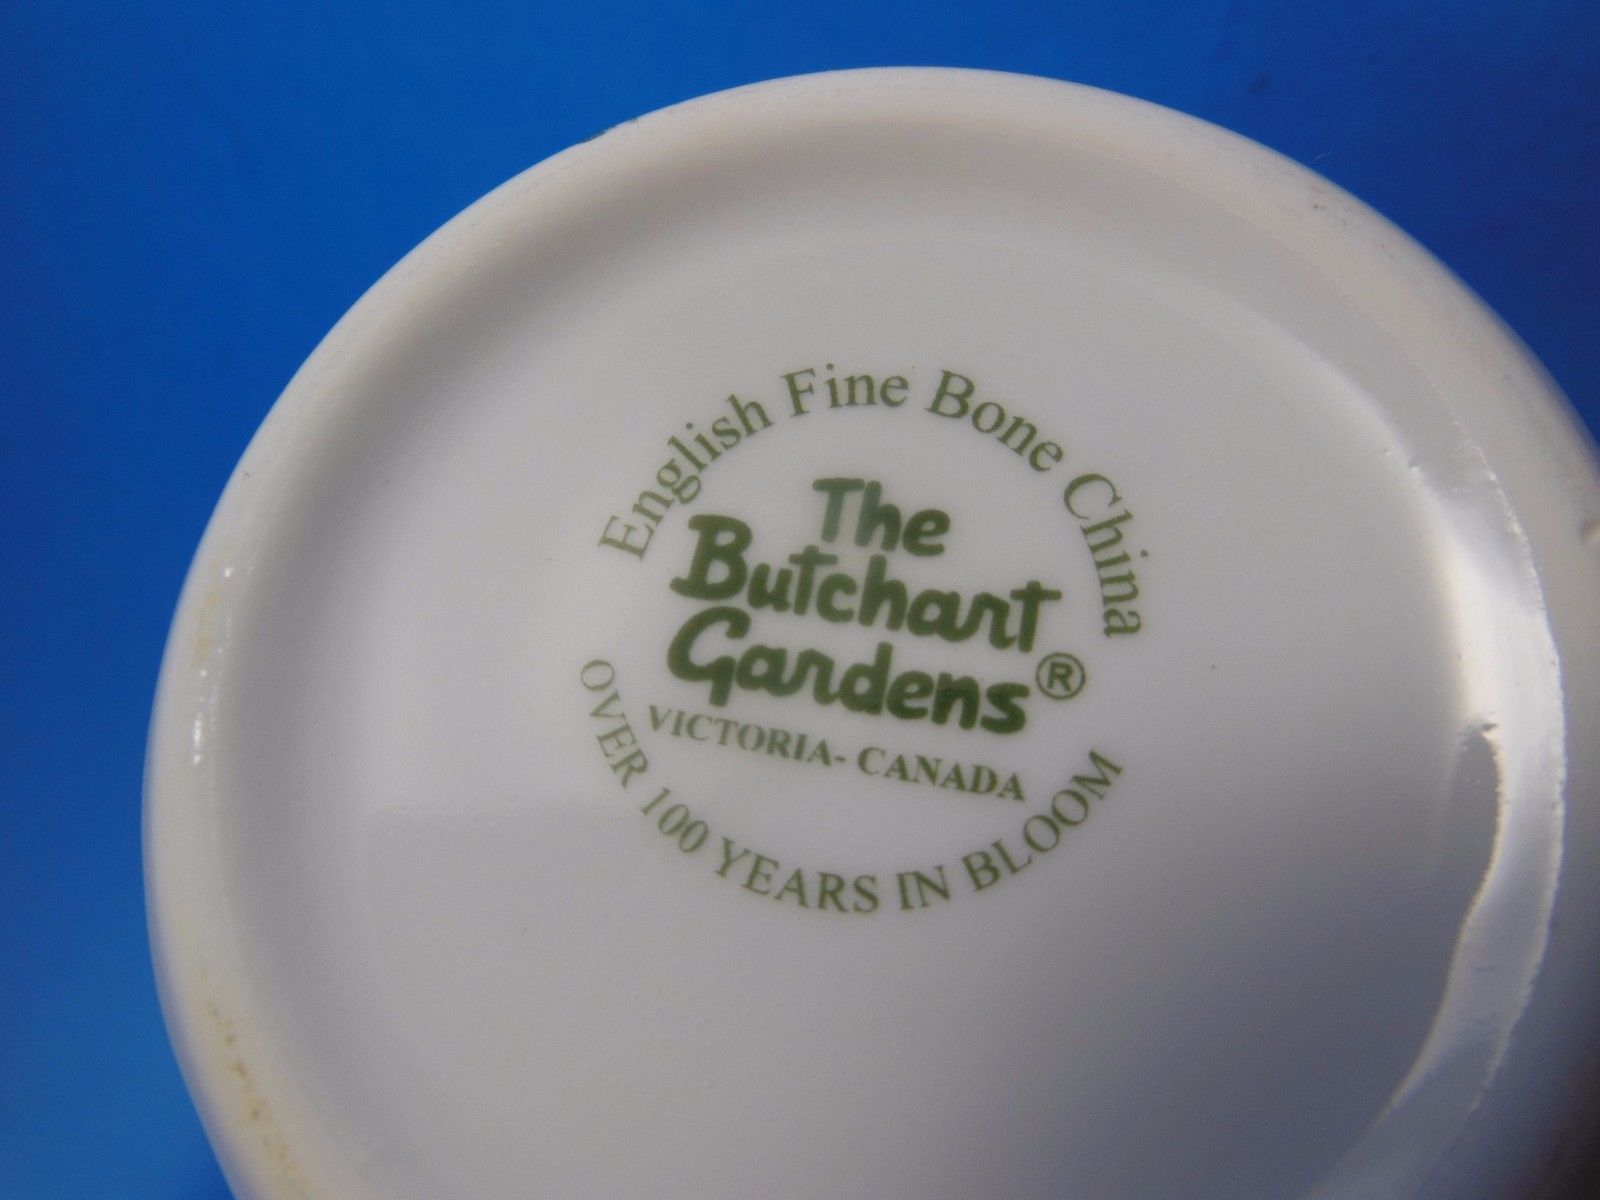 English Fine Bone China
The
Butchart
Gardens®
VICTORIA-CANADA
OVER 100 YEARS IN BLOOM